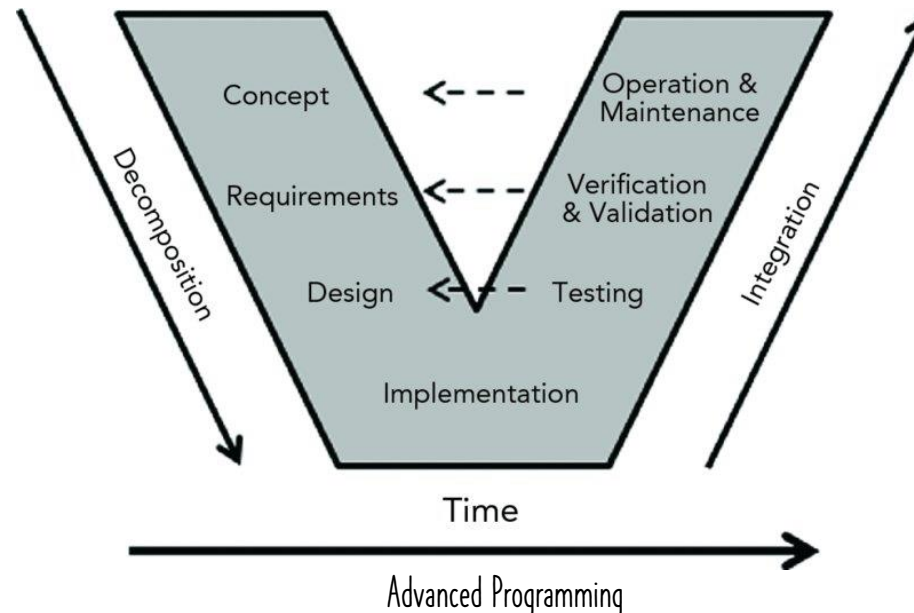 Concept
Operation &
Maintenance
Decomposition
Requirements
Verification
& Validation
Integration
Design
Testing
Implementation
Time
Advanced Programming